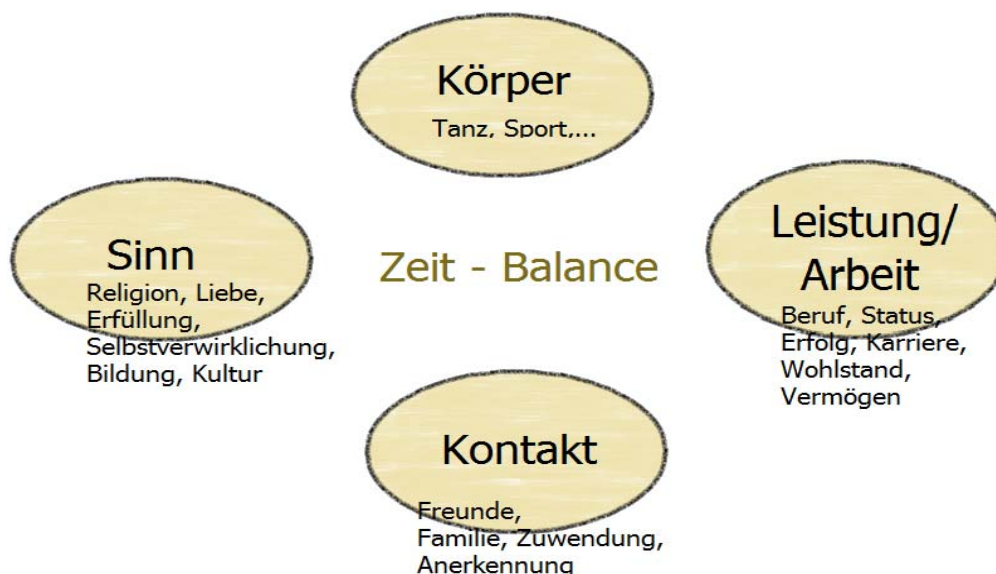 Körper
Tanz, Sport,...
Sinn
Religion, Liebe,
Erfüllung,
Selbstverwirklichung,
Bildung, Kultur
Zeit - Balance
Leistung/
Arbeit
Beruf, Status,
Erfolg, Karriere,
Wohlstand,
Vermögen
Kontakt
Freunde,
Familie, Zuwendung,
Anerkennung